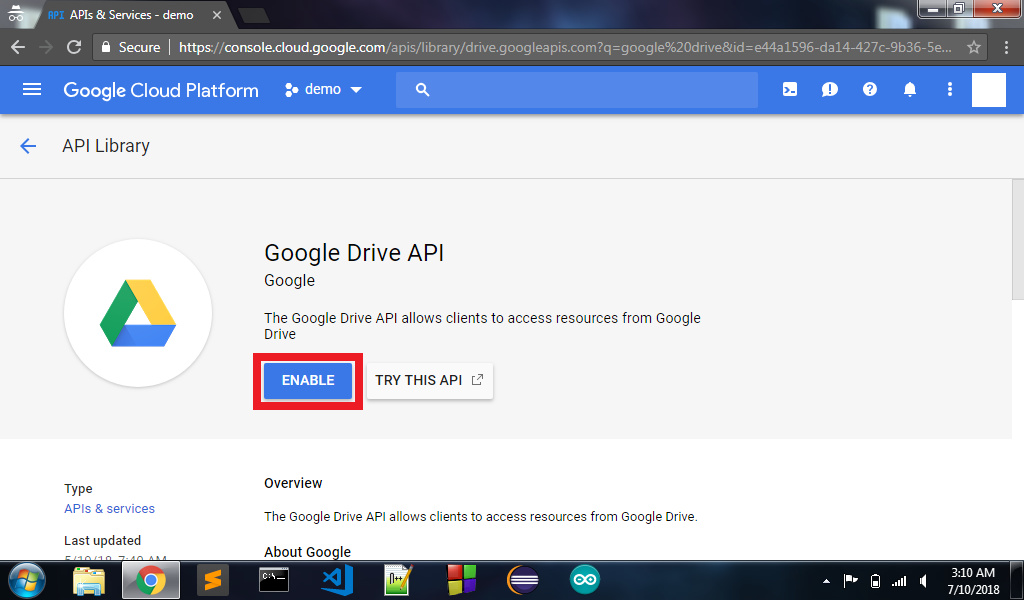 API APIs & Services - demo
Secure https://console.cloud.google.com/apis/library/drive.googleapis.com?q=google%20drive&id=e44a1596-da14-427c-9b36-5e...
Google Cloud Platform demo
API Library
Google Drive API
Google
The Google Drive API allows clients to access resources from Google
Drive
ENABLE TRY THIS API
Type
APIs & services
Last updated
Overview
The Google Drive API allows clients to access resources from Google Drive.
About Google
C:\_
3:10 AM
7/10/2018